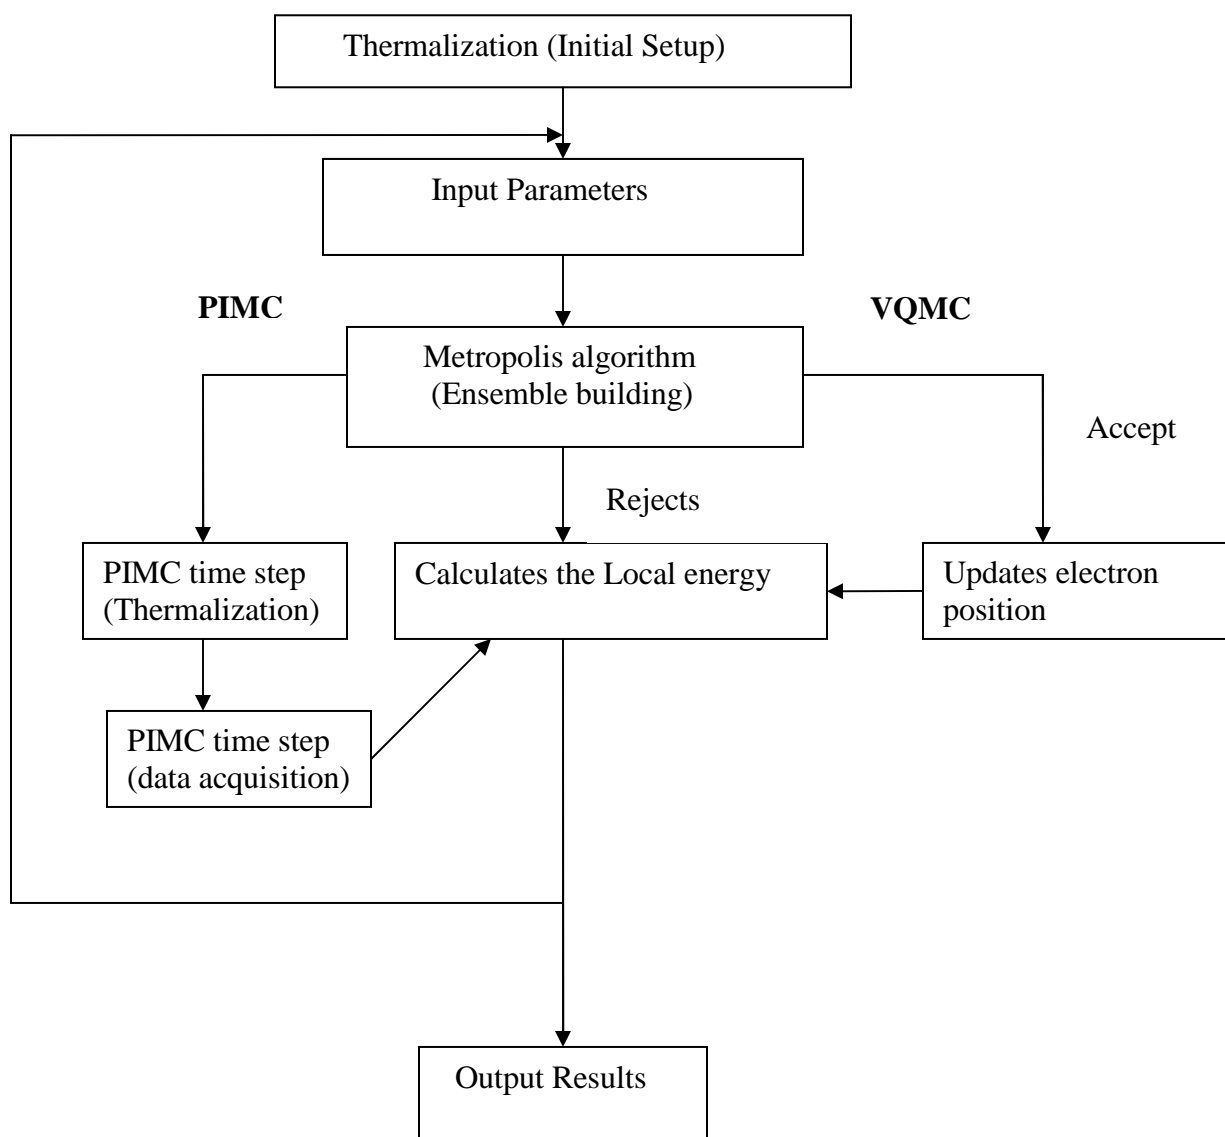 Thermalization (Initial Setup)
Input Parameters
PIMC
VQMC
Metropolis algorithm
(Ensemble building)
Accept
Rejects
PIMC time step
(Thermalization)
Calculates the Local energy
Updates electron
position
PIMC time step
(data acquisition)
Output Results